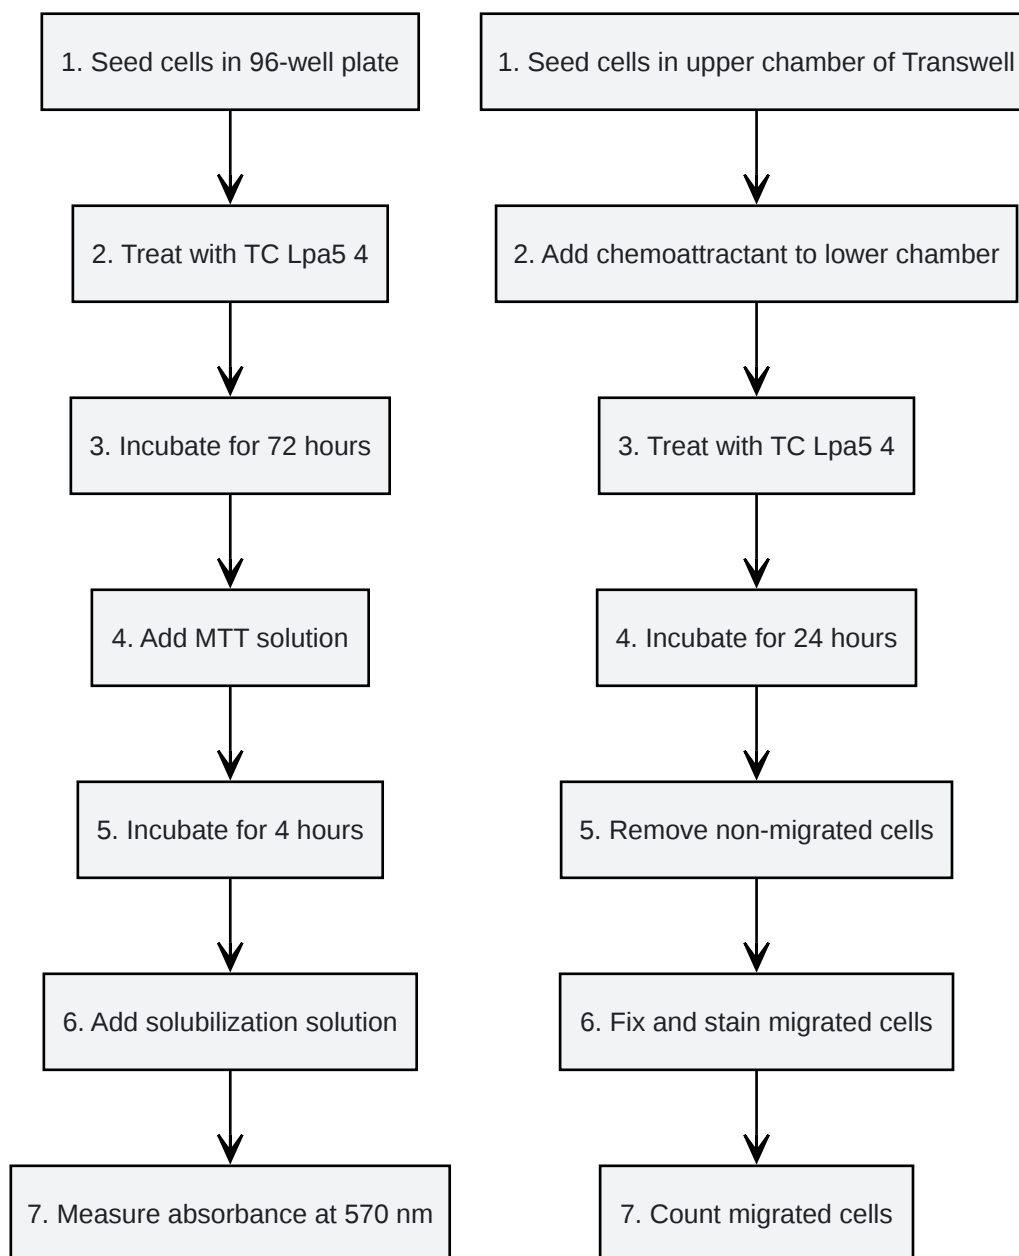 1. Seed cells in 96-well plate
2. Treat with TC Lpa5 4
3. Incubate for 72 hours
4. Add MTT solution
5. Incubate for 4 hours
6. Add solubilization solution
7. Measure absorbance at 570 nm
1. Seed cells in upper chamber of Transwell
2. Add chemoattractant to lower chamber
3. Treat with TC Lpa5 4
4. Incubate for 24 hours
5. Remove non-migrated cells
6. Fix and stain migrated cells
7. Count migrated cells